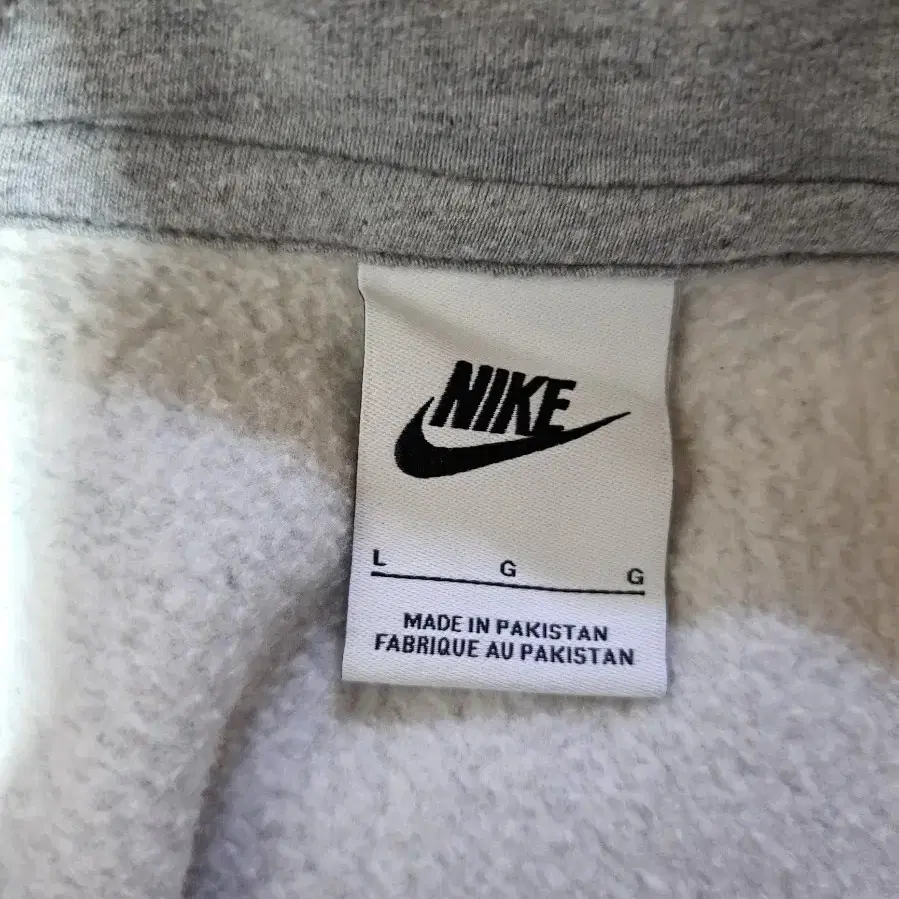 NIKE
L G G
MADE IN PAKISTAN
FABRIQUE AU PAKISTAN